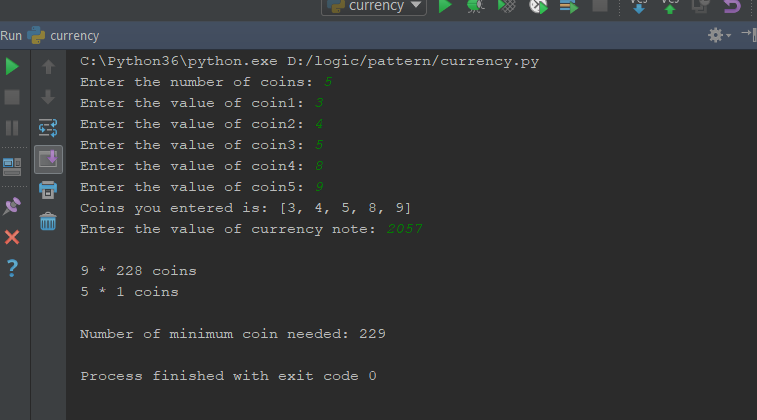 currency
VCS
VCS
Run currency
C:\Python36\python.exe D:/logic/pattern/currency.py
Enter the number of coins: 5
Enter the value of coin1: 3
Enter the value of coin2: 4
Enter the value of coin3: 5
Enter the value of coin4: 8
Enter the value of coin5: 9
Coins you entered is: [3, 4, 5, 8, 9]
Enter the value of currency note: 2057
9 * 228 coins
5 * 1 coins
Number of minimum coin needed: 229
Process finished with exit code 0